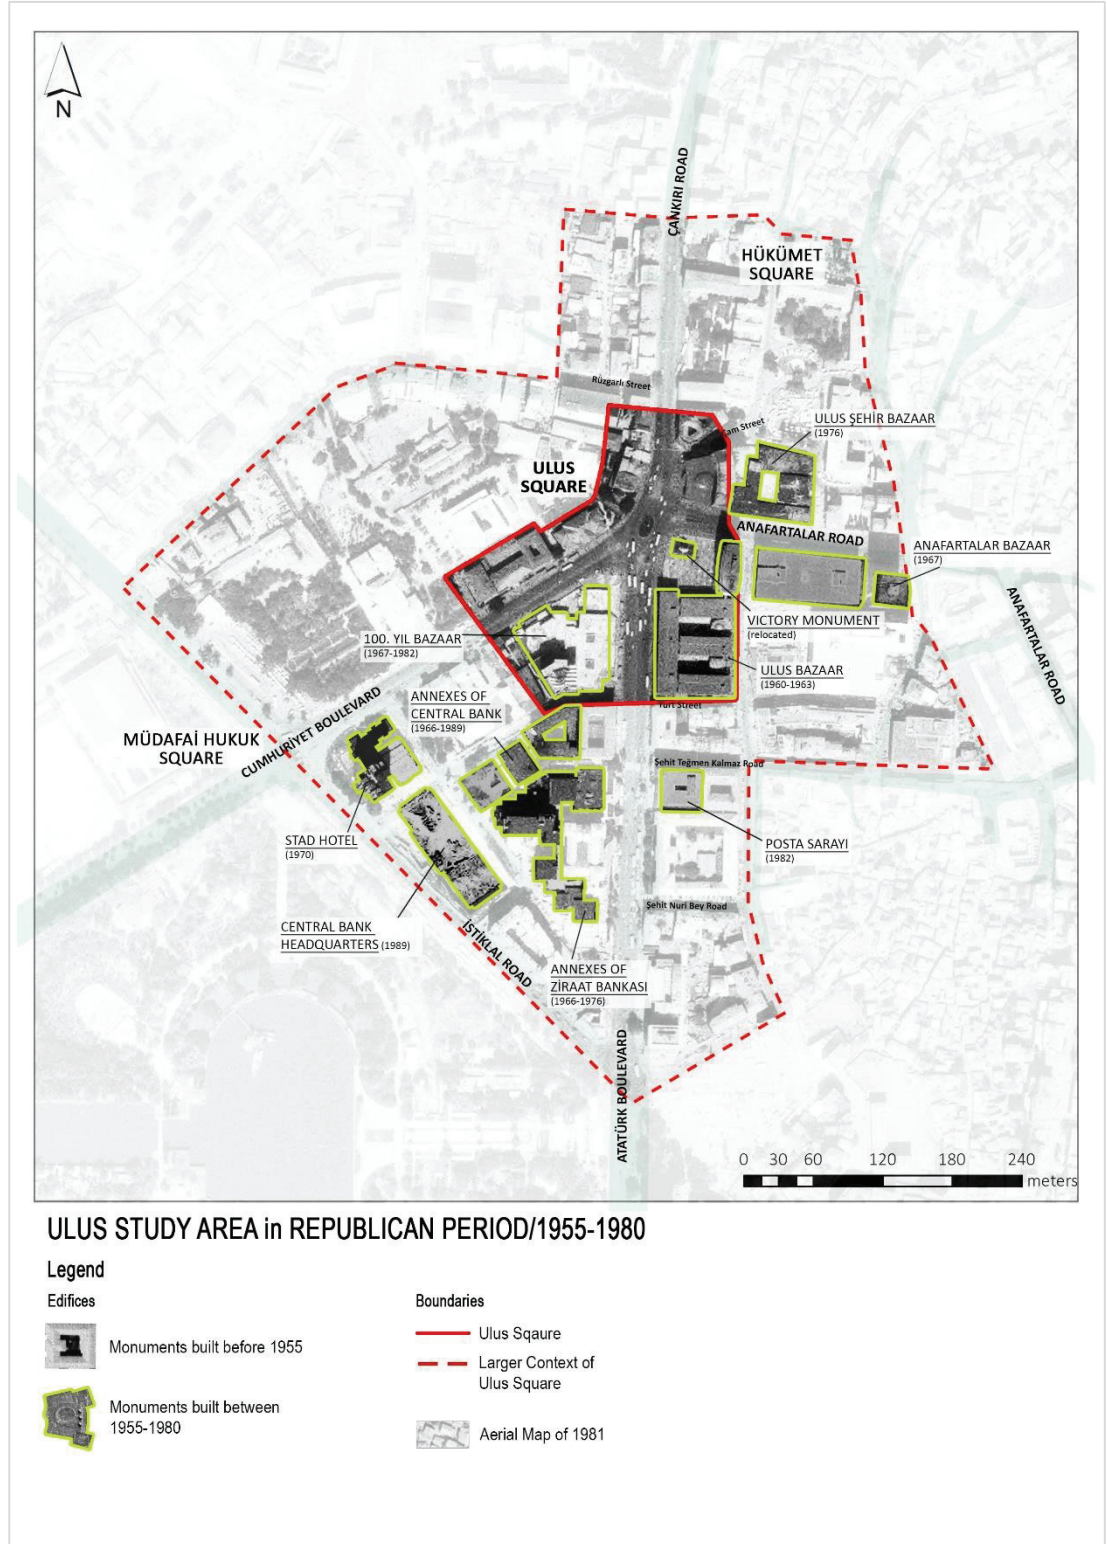 N
ÇANKIRI ROAD
HÜKÜMET
SQUARE
Rüzgarlı Street
am Street
ULUS ŞEHİR BAZAAR
(1976)
ULUS
SQUARE
ANAFARTALAR ROAD
ANAFARTALAR BAZAAR
(1967)
ANAFARTALAR ROAD
VICTORY MONUMENT
(relocated)
100. YIL BAZAAR
(1967-1982)
ULUS BAZAAR
(1960-1963)
ANNEXES OF
CENTRAL BANK
(1966-1989)
Yurt Street
CUMHURİYET BOULEVARD
MÜDAFAİ HUKUK
SQUARE
Şehit Teğmen Kalmaz Road
STAD HOTEL
(1970)
POSTA SARAYI
(1982)
Şehit Nuri Bey Road
CENTRAL BANK
HEADQUARTERS (1989)
İSTİKLAL ROAD
ANNEXES OF
ZİRAAT BANKASI
(1966-1976)
ATATÜRK BOULEVARD
0 30 60 120 180 240
meters
ULUS STUDY AREA in REPUBLICAN PERIOD/1955-1980
Legend
Edifices
Monuments built before 1955
Monuments built between
1955-1980
Boundaries
Ulus Sqaure
Larger Context of
Ulus Square
Aerial Map of 1981